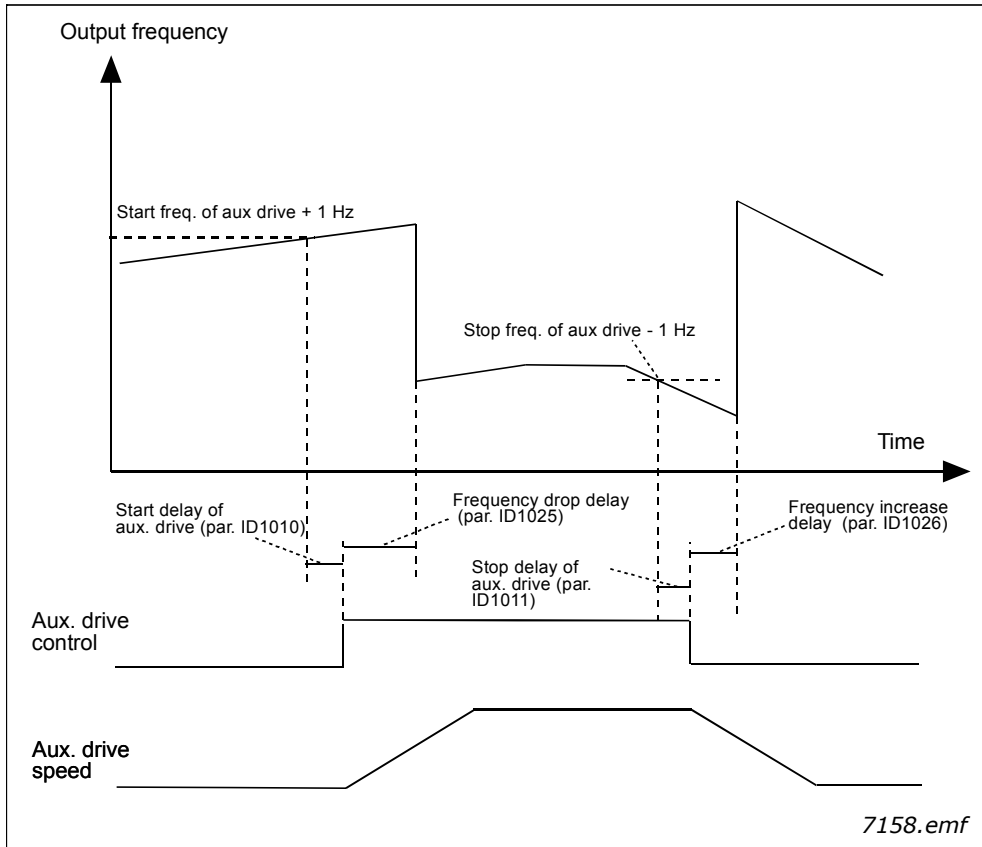 Output frequency
Start freq. of aux drive + 1 Hz
Stop freq. of aux drive - 1 Hz
Time
Start delay of
aux. drive (par. ID1010)
Frequency drop delay
(par. ID1025)
Frequency increase
delay (par. ID1026)
Stop delay of
aux. drive (par.
ID1011)
Aux. drive
control
Aux. drive
speed
7158.emf